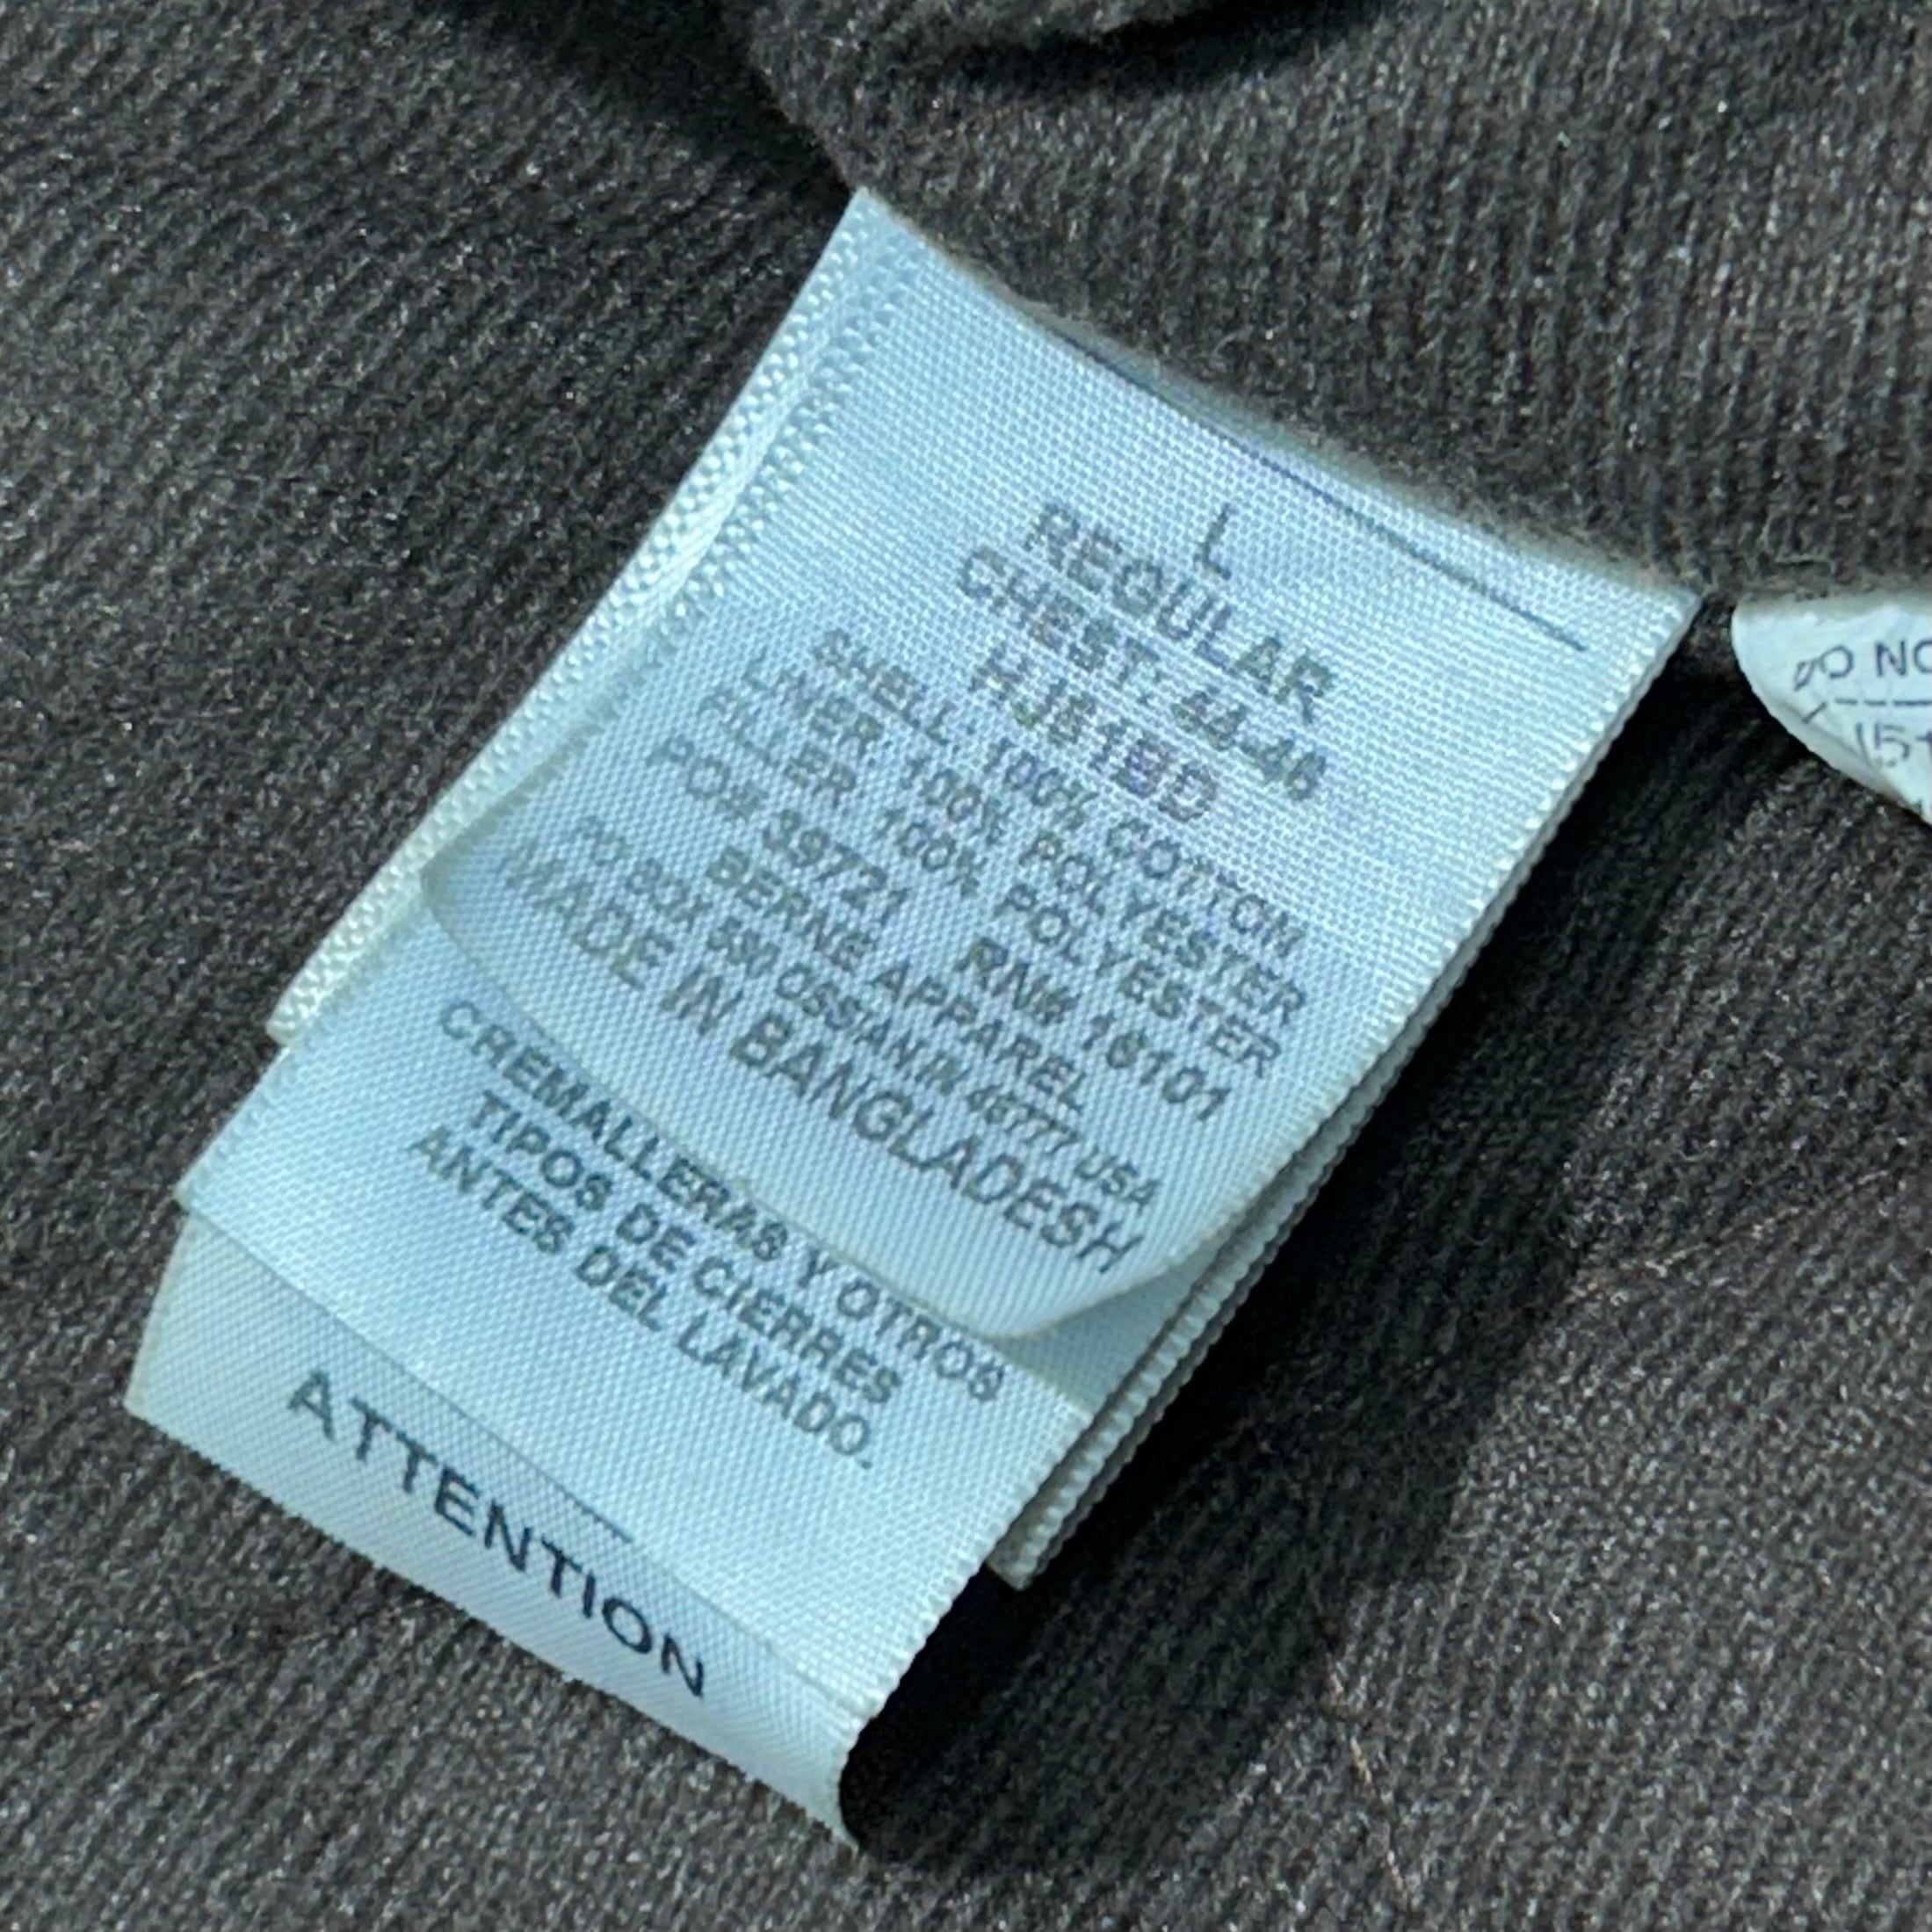 L
REGULAR
CHEST: 44-46
HJ51BD
SHELL: 100% COTTON
LINER 100% POLYESTER
FILLER 100% POLYESTER
PO# 39721 RN# 16101
BERNE APPAREL
PO BOX 530 OSSIAN IN 46777 USA
MADE IN BANGLADESH
CREMALLERAS Y OTROS
TIPOS DE CIERRES
ANTES DEL LAVADO.
ATTENTION